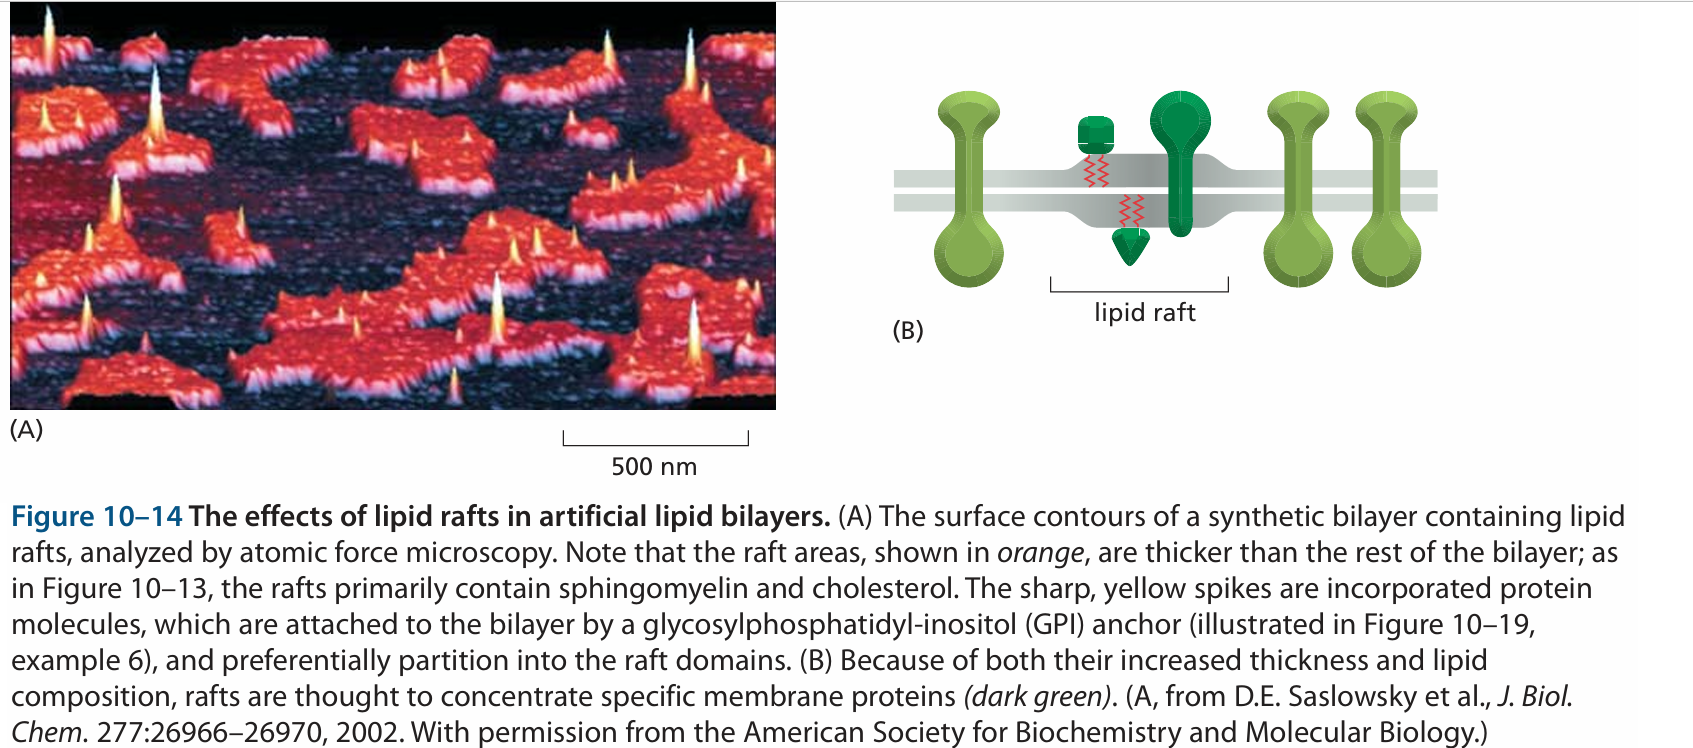 lipid raft
(B)
(A)
500 nm
Figure 10–14 The effects of lipid rafts in artificial lipid bilayers. (A) The surface contours of a synthetic bilayer containing lipid
rafts, analyzed by atomic force microscopy. Note that the raft areas, shown in orange, are thicker than the rest of the bilayer; as
in Figure 10–13, the rafts primarily contain sphingomyelin and cholesterol. The sharp, yellow spikes are incorporated protein
molecules, which are attached to the bilayer by a glycosylphosphatidyl-inositol (GPI) anchor (illustrated in Figure 10–19,
example 6), and preferentially partition into the raft domains. (B) Because of both their increased thickness and lipid
composition, rafts are thought to concentrate specific membrane proteins (dark green). (A, from D.E. Saslowsky et al., J. Biol.
Chem. 277:26966–26970, 2002. With permission from the American Society for Biochemistry and Molecular Biology.)